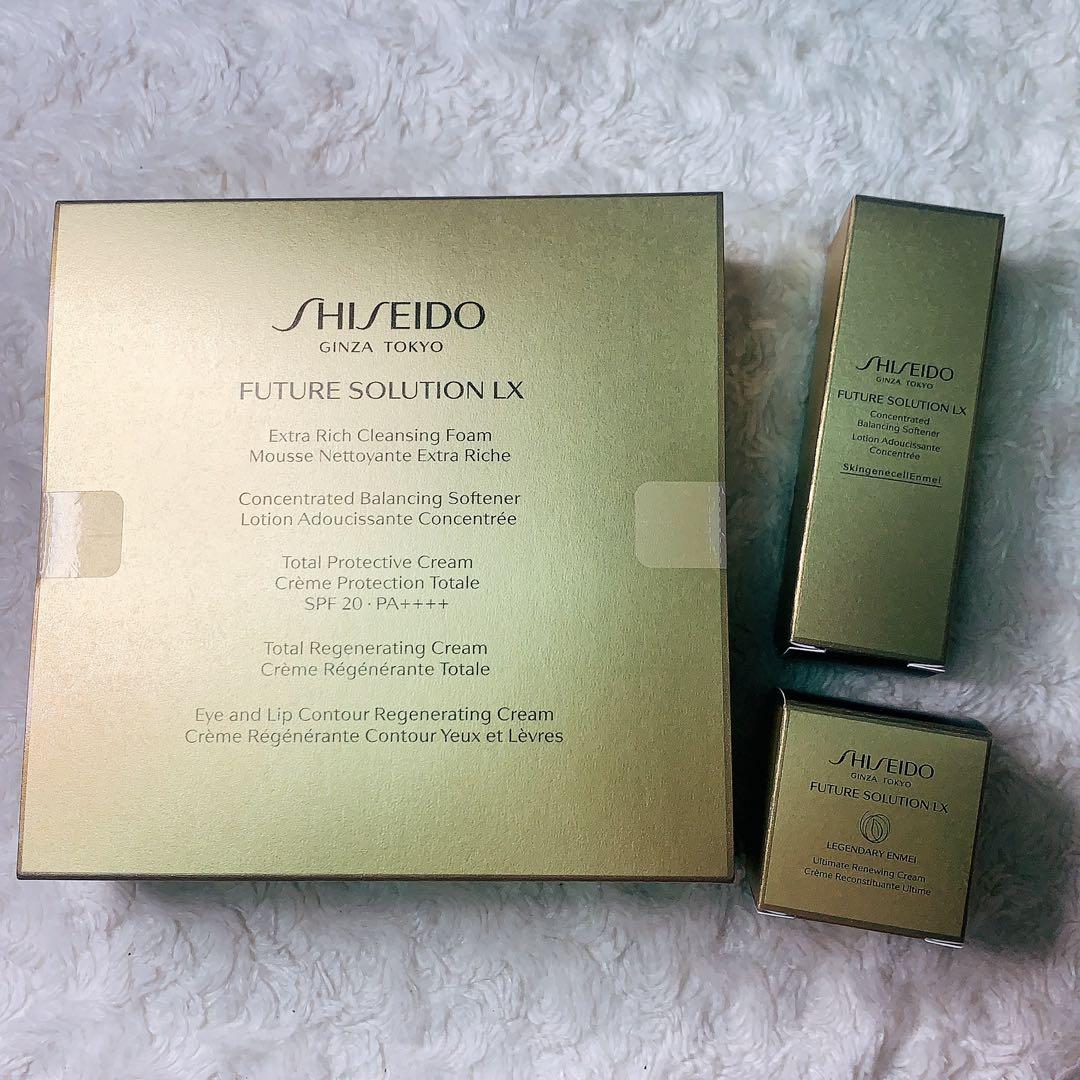 SHISEIDO
GINZA TOKYO
FUTURE SOLUTION LX
Extra Rich Cleansing Foam
Mousse Nettoyante Extra Riche
Concentrated Balancing Softener
Lotion Adoucissante Concentrée
Total Protective Cream
Crème Protection Totale
SPF 20 · PA++++
Total Regenerating Cream
Crème Régénérante Totale
Eye and Lip Contour Regenerating Cream
Crème Régénérante Contour Yeux et Lèvres
SHISEIDO
GINZA TOKYO
FUTURE SOLUTION LX
Concentrated
Balancing Softener
Lotion Adoucissante
Concentrée
SkingenecellEnmei
SHISEIDO
GINZA TOKYO
FUTURE SOLUTION LX
LEGENDARY ENMEI
Ultimate Renewing Cream
Crème Reconstituante Ultime